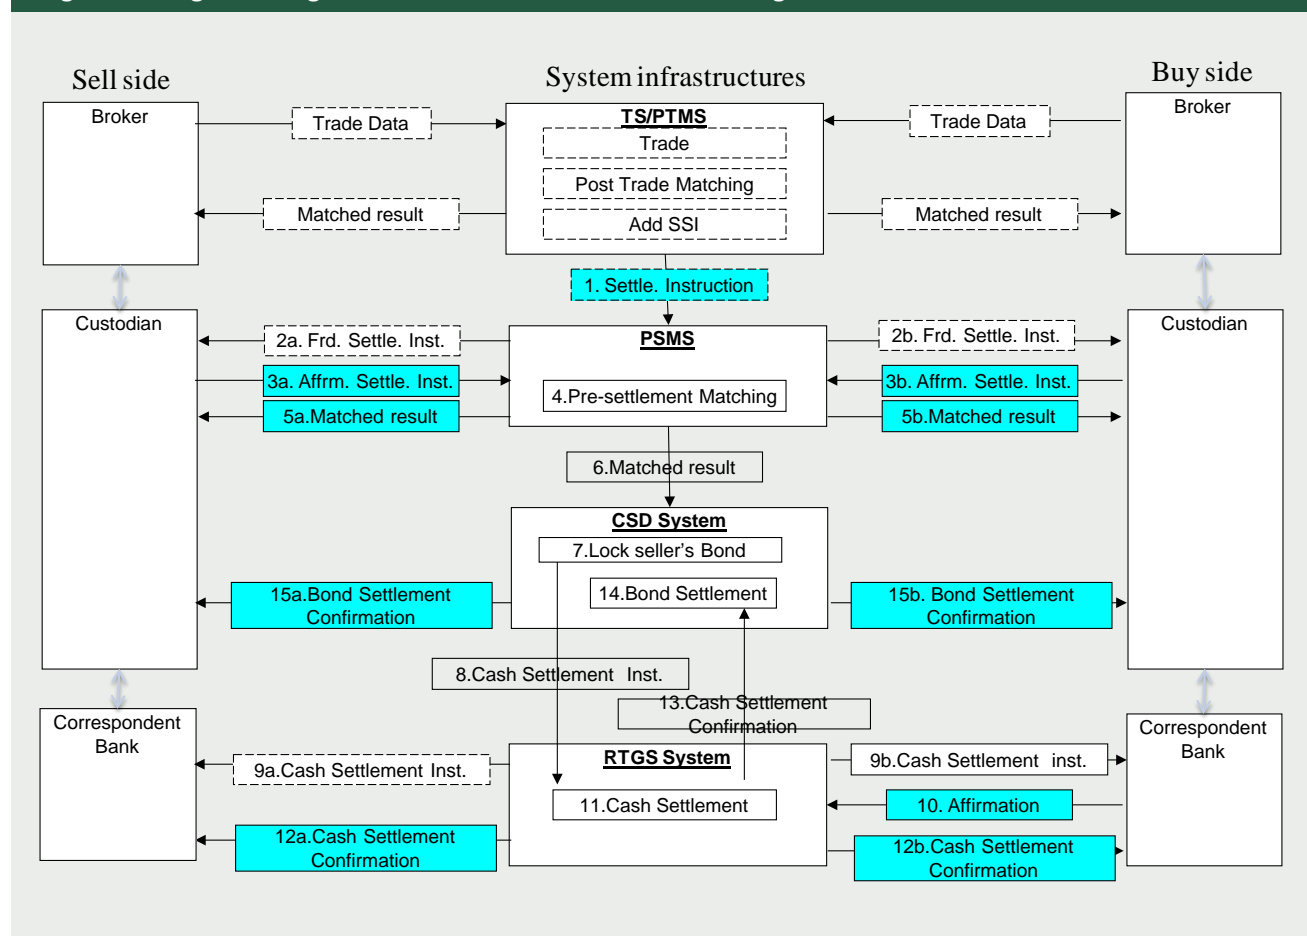 Sell side
System infrastructures
Buy side
Broker
Trade Data
TS/PTMS
Trade
Trade Data
Broker
Post Trade Matching
Matched result
Add SSI
Matched result
1. Settle. Instruction
Custodian
2a. Frd. Settle. Inst.
PSMS
2b. Frd. Settle. Inst.
Custodian
3a. Affrm. Settle. Inst.
3b. Affrm. Settle. Inst.
4.Pre-settlement Matching
5a.Matched result
5b.Matched result
6.Matched result
CSD System
7.Lock seller's Bond
15a.Bond Settlement
Confirmation
14.Bond Settlement
15b. Bond Settlement
Confirmation
8.Cash Settlement Inst.
13.Cash Settlement
Confirmation
Correspondent
Bank
RTGS System
Correspondent
Bank
9a.Cash Settlement Inst.
9b.Cash Settlement inst.
11.Cash Settlement
10. Affirmation
12a.Cash Settlement
Confirmation
12b.Cash Settlement
Confirmation